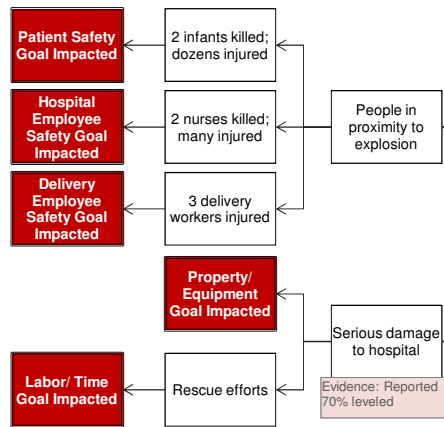 Patient Safety
Goal Impacted
2 infants killed;
dozens injured
Hospital
Employee
Safety Goal
Impacted
2 nurses killed;
many injured
People in
proximity to
explosion
Delivery
Employee
Safety Goal
Impacted
3 delivery
workers injured
Property/
Equipment
Goal Impacted
Serious damage
to hospital
Evidence: Reported
70% leveled
Labor/ Time
Goal Impacted
Rescue efforts